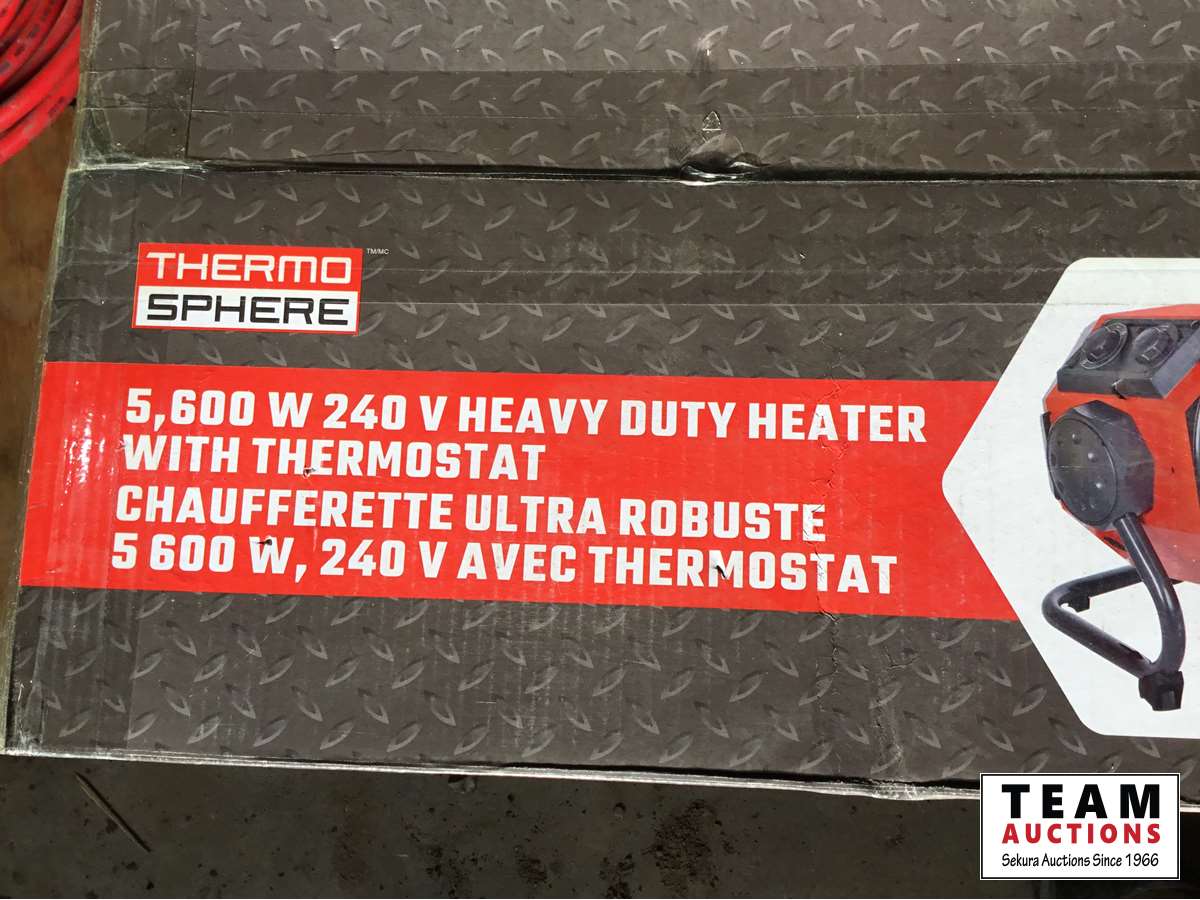 THERMO
SPHERE
TM/MC
5,600 W 240 V HEAVY DUTY HEATER
WITH THERMOSTAT
CHAUFFERETTE ULTRA ROBUSTE
5 600 W, 240 V AVEC THERMOSTAT
TEAM
AUCTIONS
Sekura Auctions Since 1966